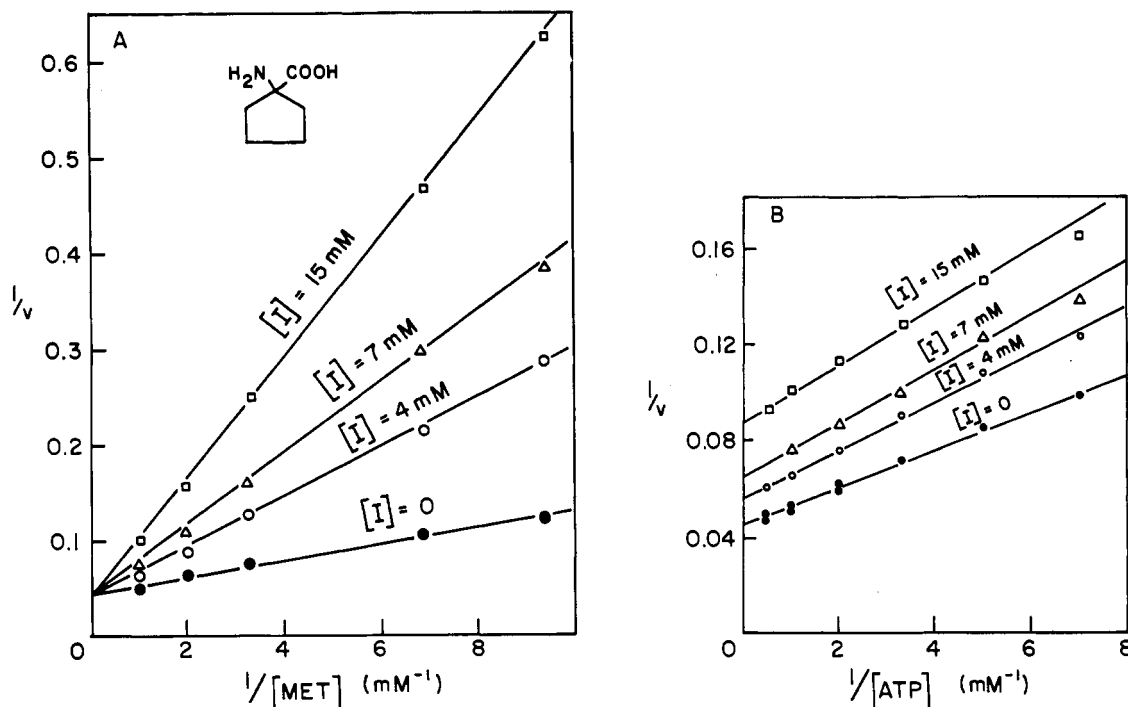 A
H₂N COOH
0.6
0.5
0.4
0.3
0.2
0.1
0
1/v
[I] = 15 mM
[I] = 7 mM
[I] = 4 mM
[I] = 0
0 2 4 6 8
1/[MET] (mM⁻¹)
B
0.16
0.12
0.08
0.04
0
1/v
[I] = 15 mM
[I] = 7 mM
[I] = 4 mM
[I] = 0
0 2 4 6 8
1/[ATP] (mM⁻¹)